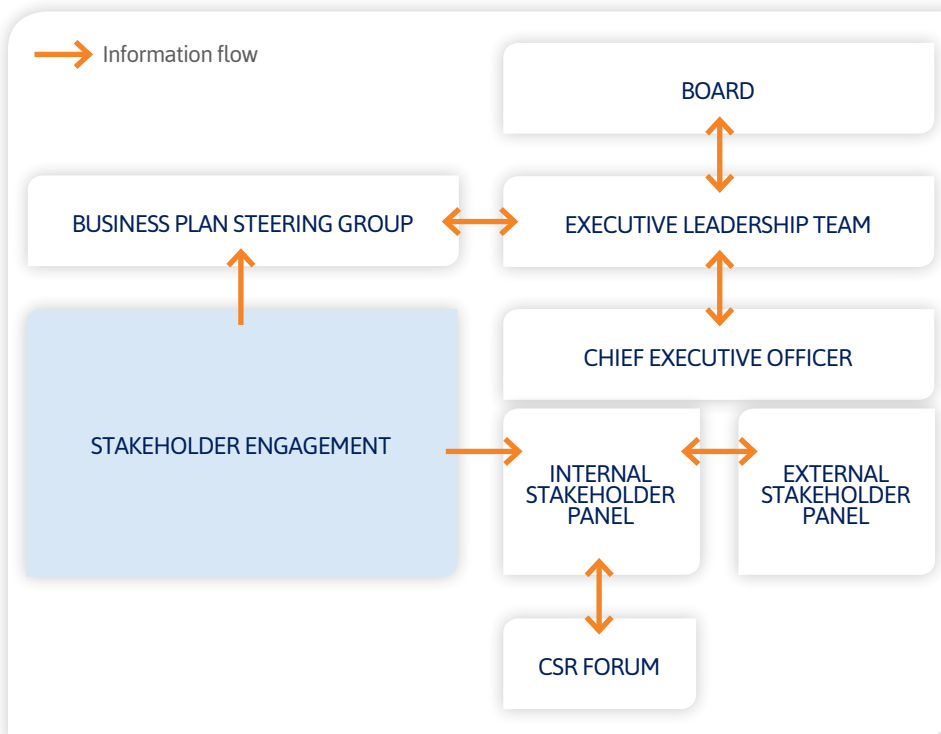 Information flow
BOARD
BUSINESS PLAN STEERING GROUP
EXECUTIVE LEADERSHIP TEAM
CHIEF EXECUTIVE OFFICER
STAKEHOLDER ENGAGEMENT
INTERNAL
STAKEHOLDER
PANEL
EXTERNAL
STAKEHOLDER
PANEL
CSR FORUM